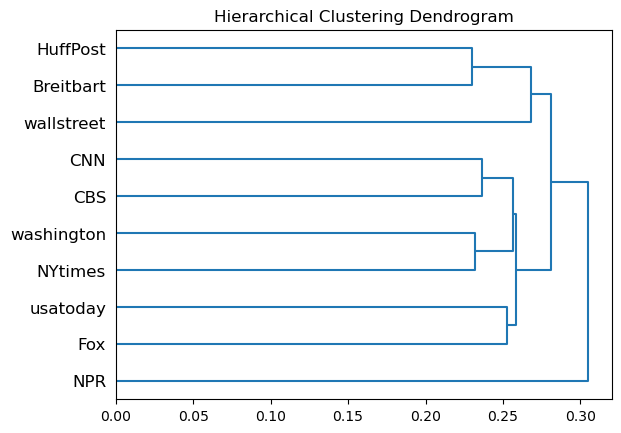 Hierarchical Clustering Dendrogram
HuffPost
Breitbart
wallstreet
CNN
CBS
washington
NYtimes
usatoday
Fox
NPR
0.00 0.05 0.10 0.15 0.20 0.25 0.30